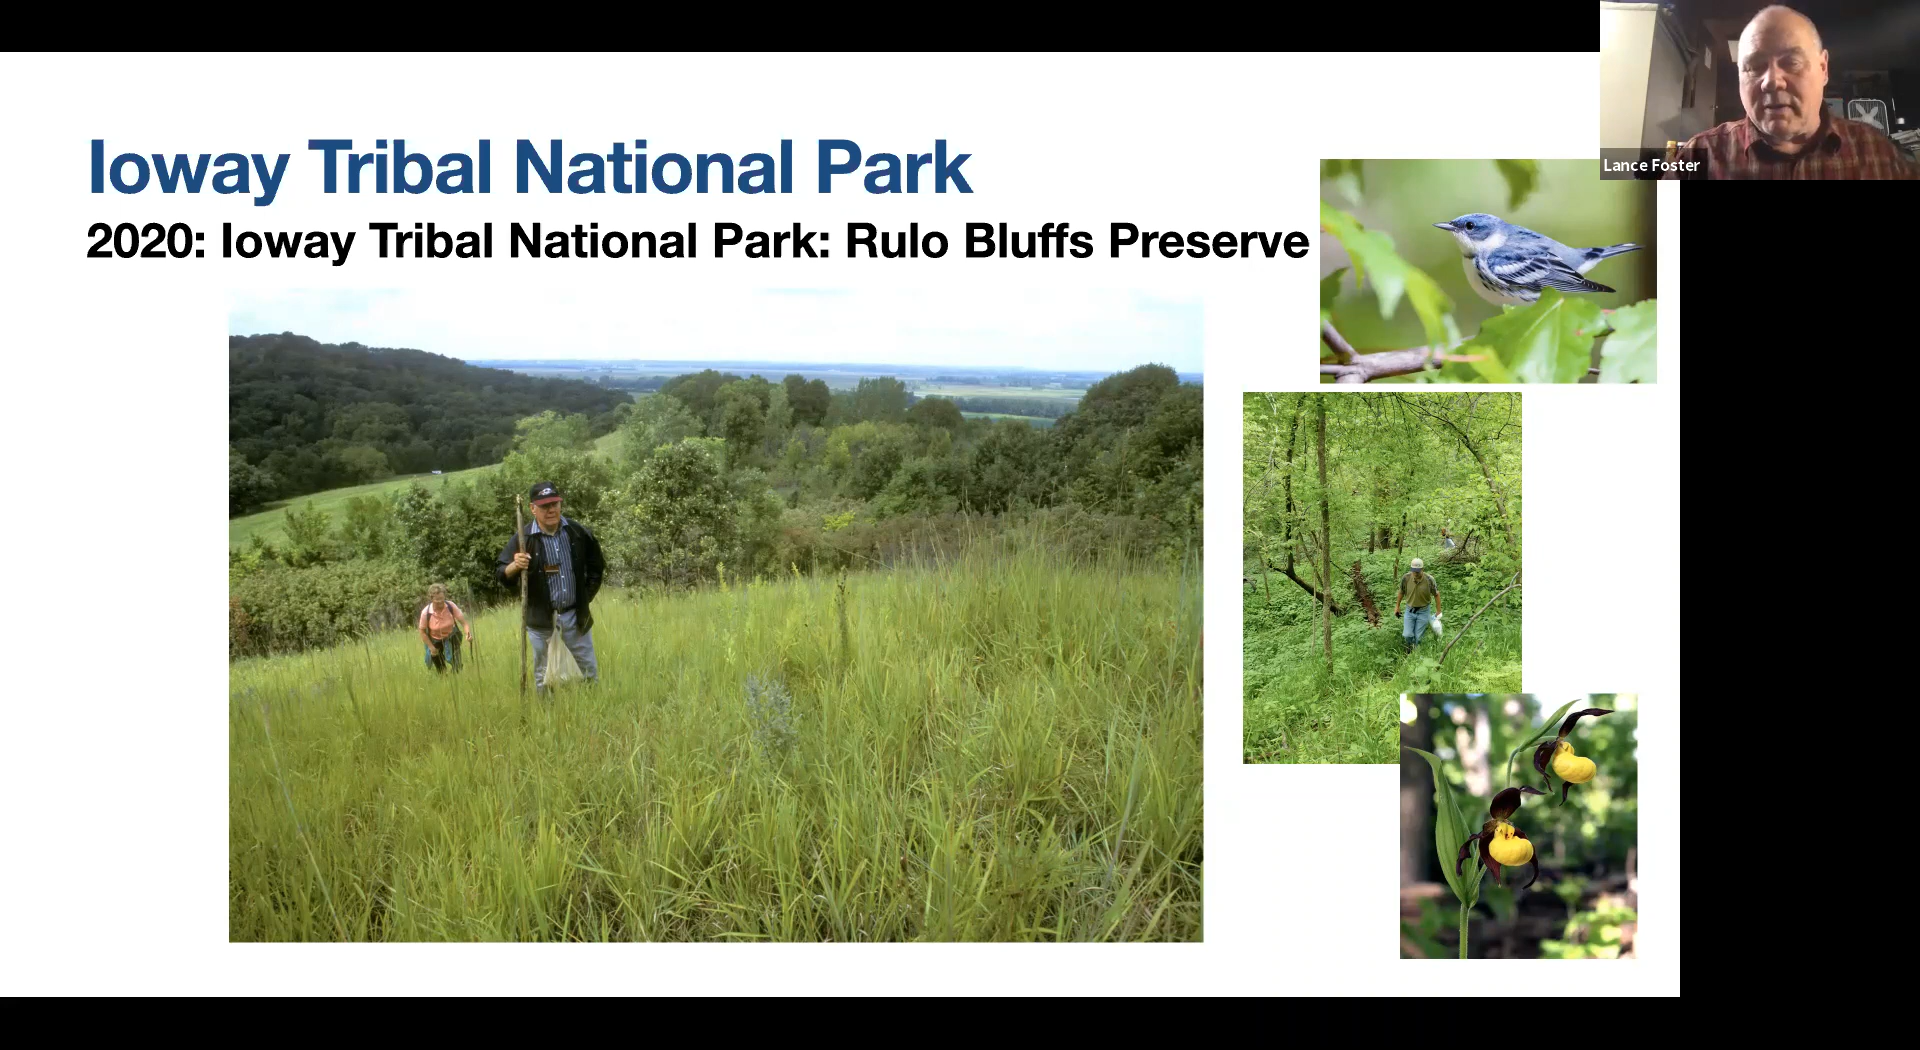 Ioway Tribal National Park
2020: Ioway Tribal National Park: Rulo Bluffs Preserve
Lance Foster